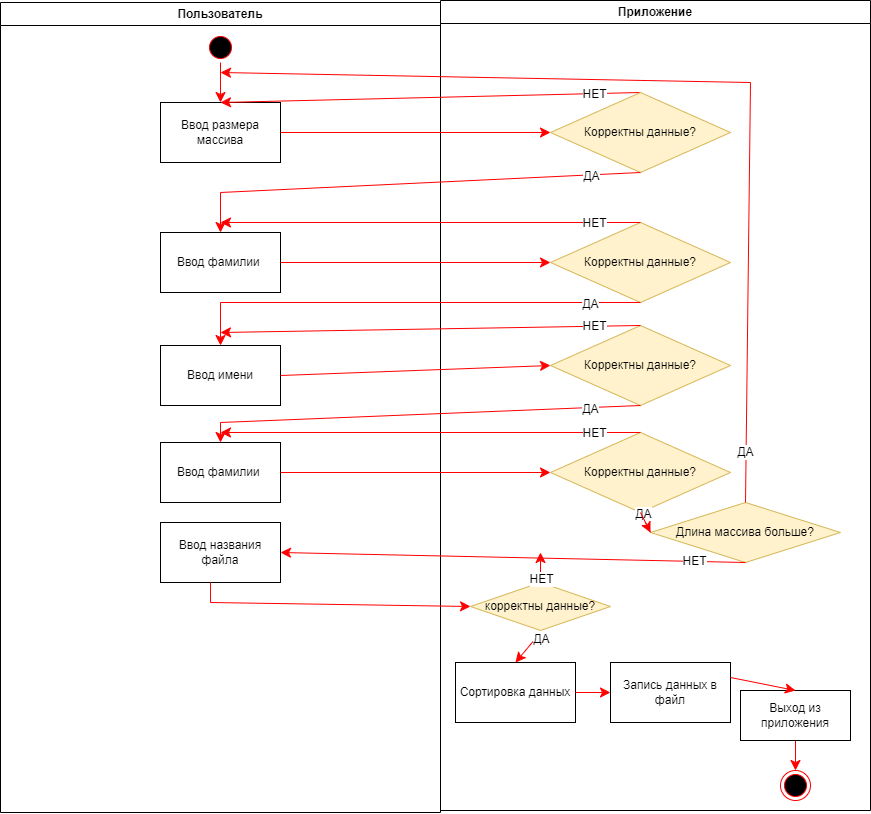 Пользователь
Приложение
НЕТ
Ввод размера
массива
Корректны данные?
ДА
НЕТ
Ввод фамилии
Корректны данные?
ДА
НЕТ
Ввод имени
Корректны данные?
ДА
НЕТ
ДА
Ввод фамилии
Корректны данные?
ДА
Длина массива больше?
Ввод названия
файла
НЕТ
НЕТ
корректны данные?
ДА
Сортировка данных
Запись данных в
файл
Выход из
приложения